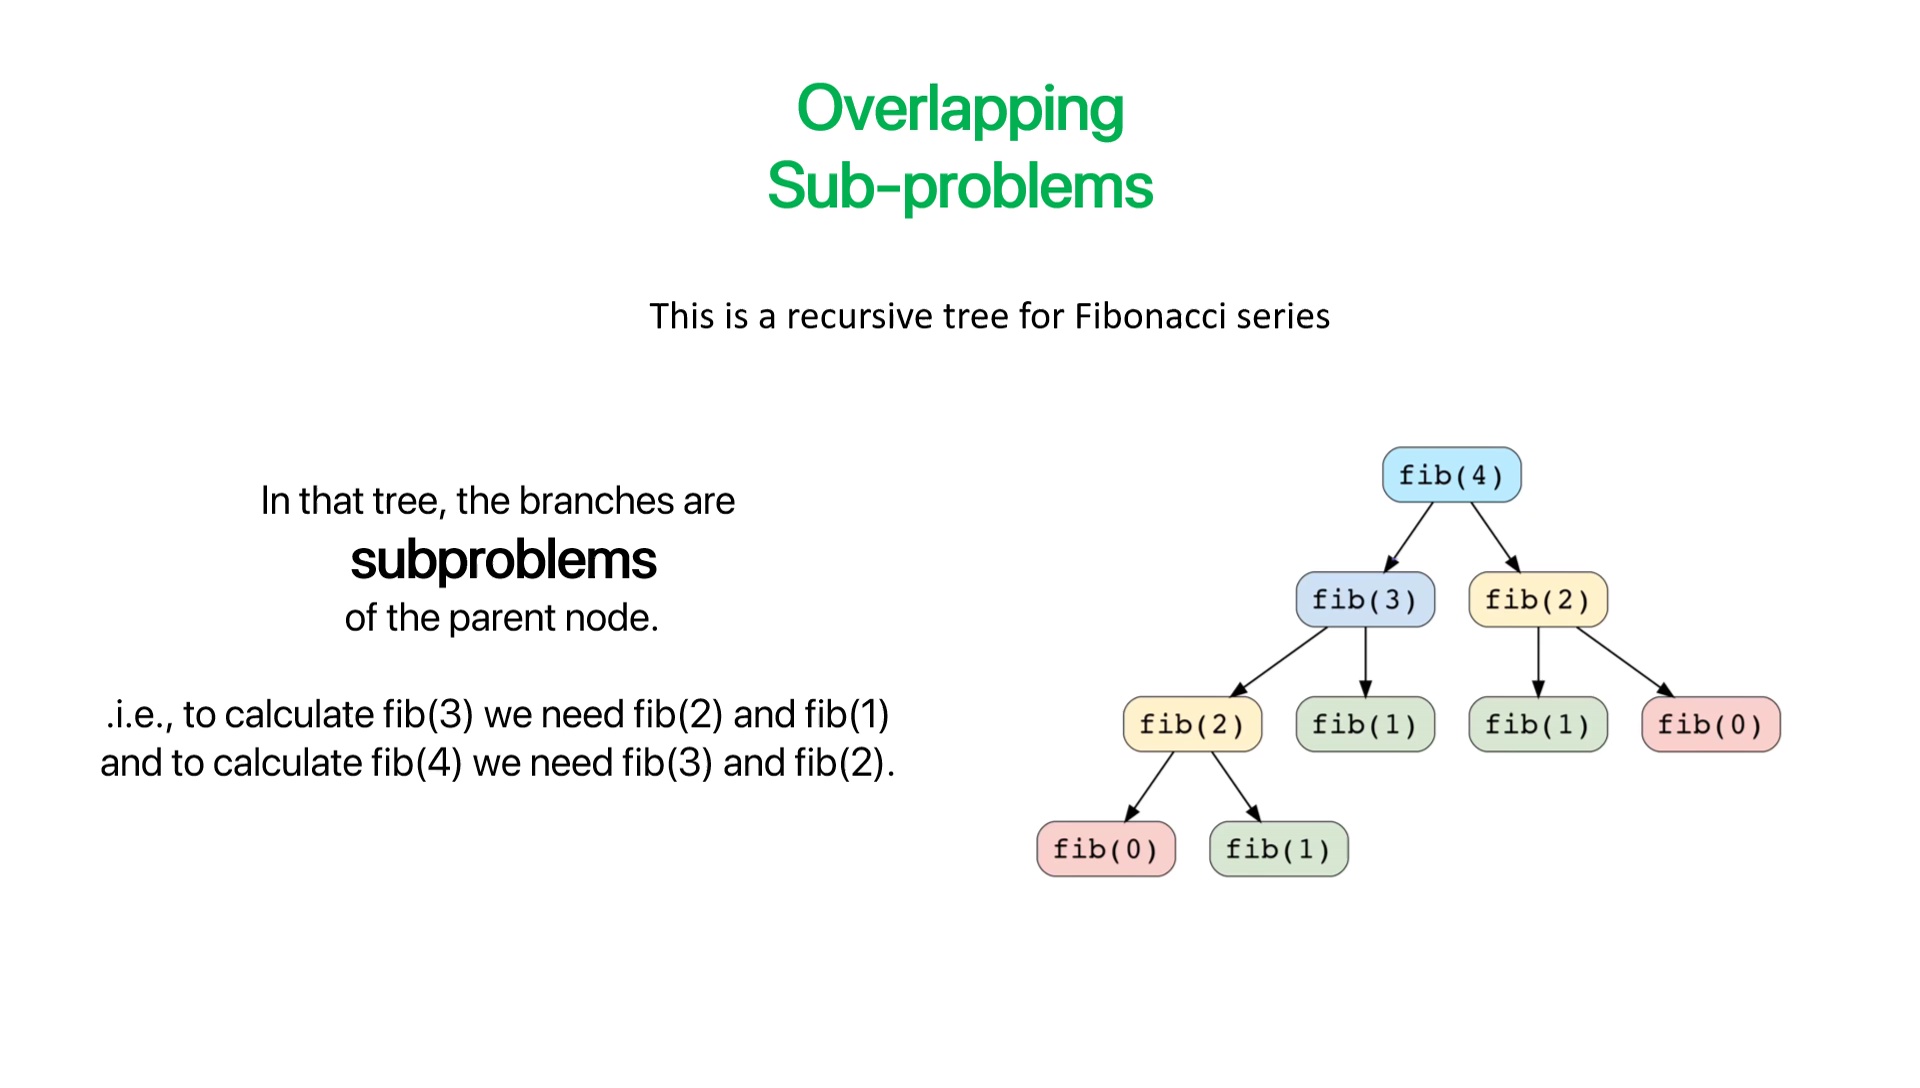 Overlapping
Sub-problems
This is a recursive tree for Fibonacci series
In that tree, the branches are
subproblems
of the parent node.
.i.e., to calculate fib(3) we need fib(2) and fib(1)
and to calculate fib(4) we need fib(3) and fib(2).
fib(4)
fib(3) fib(2)
fib(2) fib(1) fib(1) fib(0)
fib(0) fib(1)